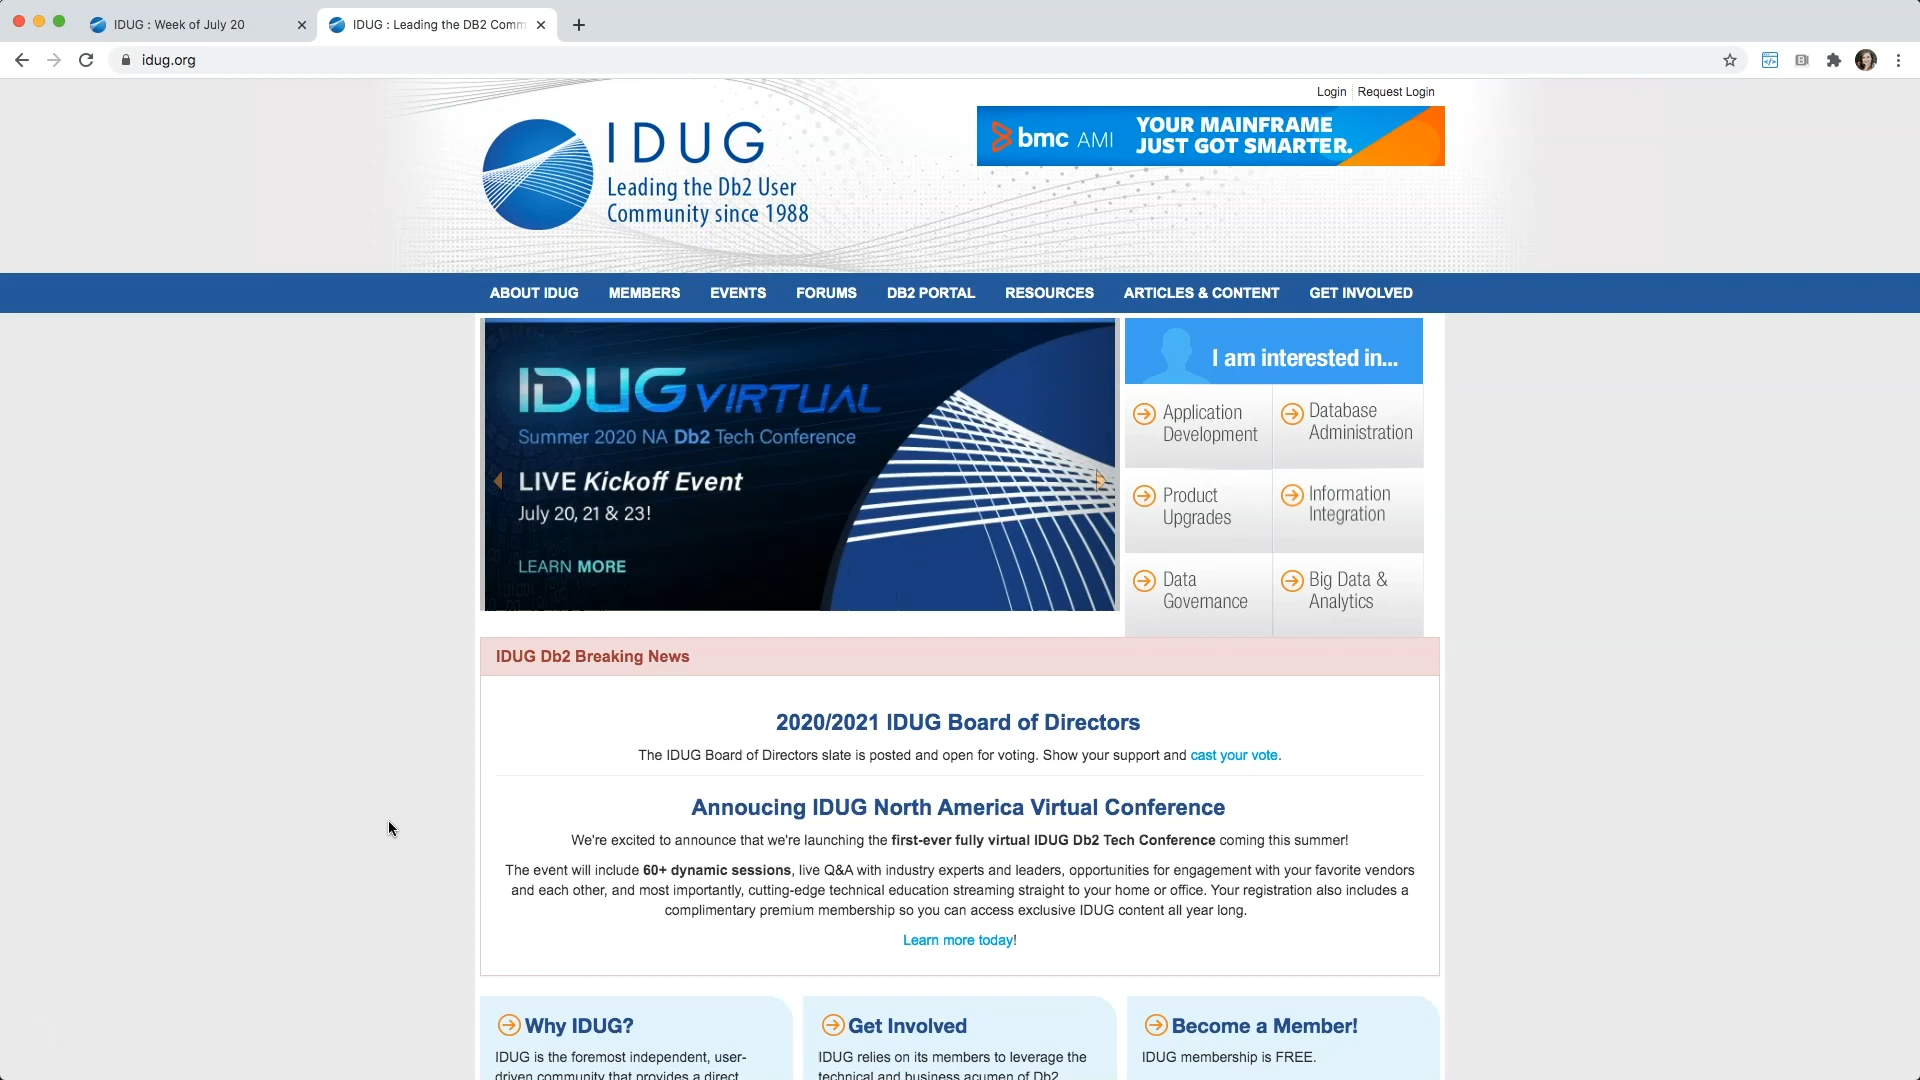 IDUG : Week of July 20
IDUG : Leading the DB2 Comm
idug.org
Login
Request Login
IDUG
Leading the Db2 User
Community since 1988
bmc AMI
YOUR MAINFRAME
JUST GOT SMARTER.
ABOUT IDUG
MEMBERS
EVENTS
FORUMS
DB2 PORTAL
RESOURCES
ARTICLES & CONTENT
GET INVOLVED
IDUG VIRTUAL
Summer 2020 NA Db2 Tech Conference
LIVE Kickoff Event
July 20, 21 & 23!
LEARN MORE
I am interested in...
Application
Development
Database
Administration
Product
Upgrades
Information
Integration
Data
Governance
Big Data &
Analytics
IDUG Db2 Breaking News
2020/2021 IDUG Board of Directors
The IDUG Board of Directors slate is posted and open for voting. Show your support and cast your vote.
Annoucing IDUG North America Virtual Conference
We're excited to announce that we're launching the first-ever fully virtual IDUG Db2 Tech Conference coming this summer!
The event will include 60+ dynamic sessions, live Q&A with industry experts and leaders, opportunities for engagement with your favorite vendors
and each other, and most importantly, cutting-edge technical education streaming straight to your home or office. Your registration also includes a
complimentary premium membership so you can access exclusive IDUG content all year long.
Learn more today!
Why IDUG?
IDUG is the foremost independent, user-
driven community that provides a direct
Get Involved
IDUG relies on its members to leverage the
technical and business acumen of Db2
Become a Member!
IDUG membership is FREE.